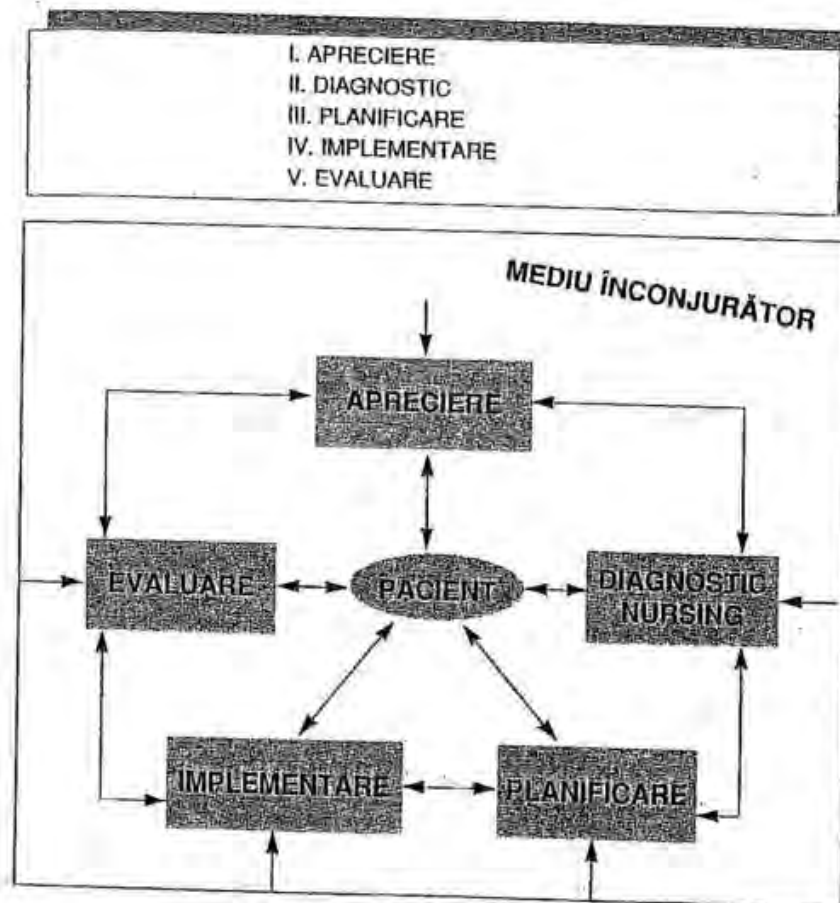 I. APRECIERE
II. DIAGNOSTIC
III. PLANIFICARE
IV. IMPLEMENTARE
V. EVALUARE
MEDIU ÎNCONJURĂTOR
APRECIERE
EVALUARE
PACIENT
DIAGNOSTIC
NURSING
IMPLEMENTARE
PLANIFICARE